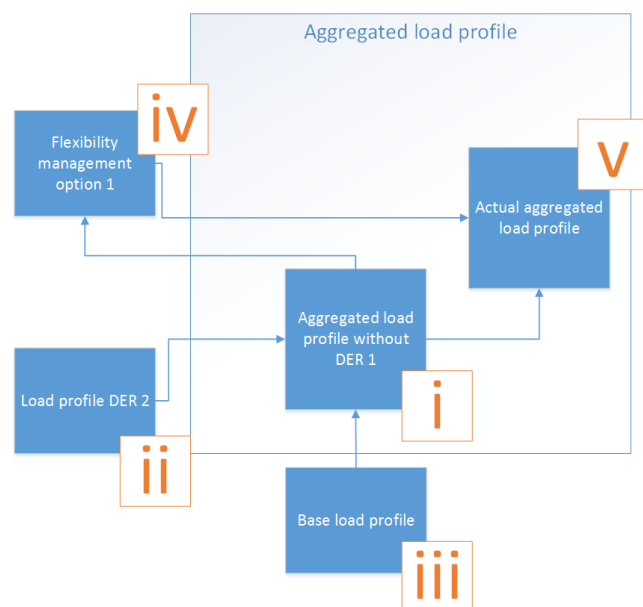 Aggregated load profile
iv
Flexibility
management
option 1
v
Actual aggregated
load profile
Aggregated load
profile without
DER 1
i
Load profile DER 2
ii
Base load profile
iii